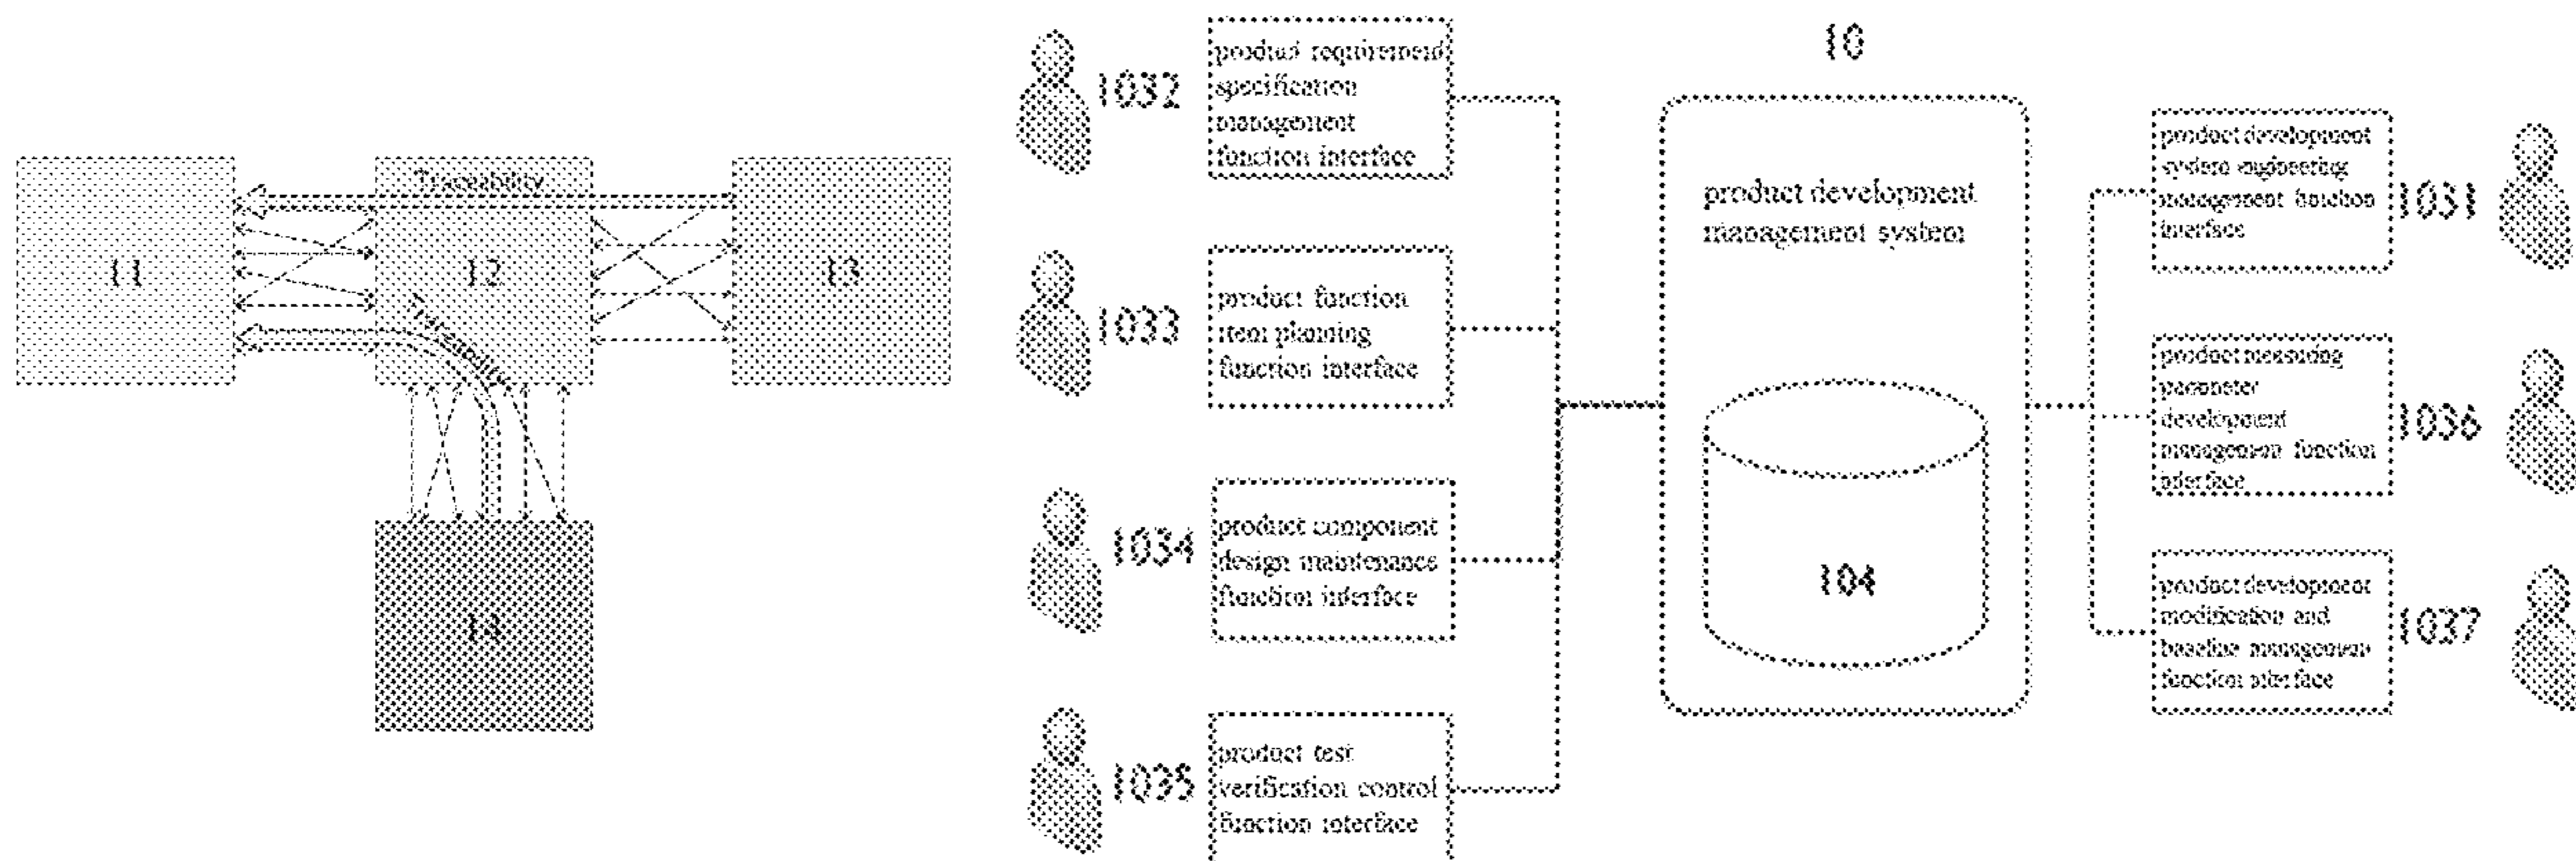 11
Traceability
12
Traceability
13
14
1032
product requirement
specification
management
function interface
1033
product function
item planning
function interface
1034
product component
design maintenance
function interface
1035
product test
verification control
function interface
10
product development
management system
104
product development
system engineering
management function
interface
1031
product measuring
parameter
development
management function
interface
1036
product development
modification and
baseline management
function interface
1037